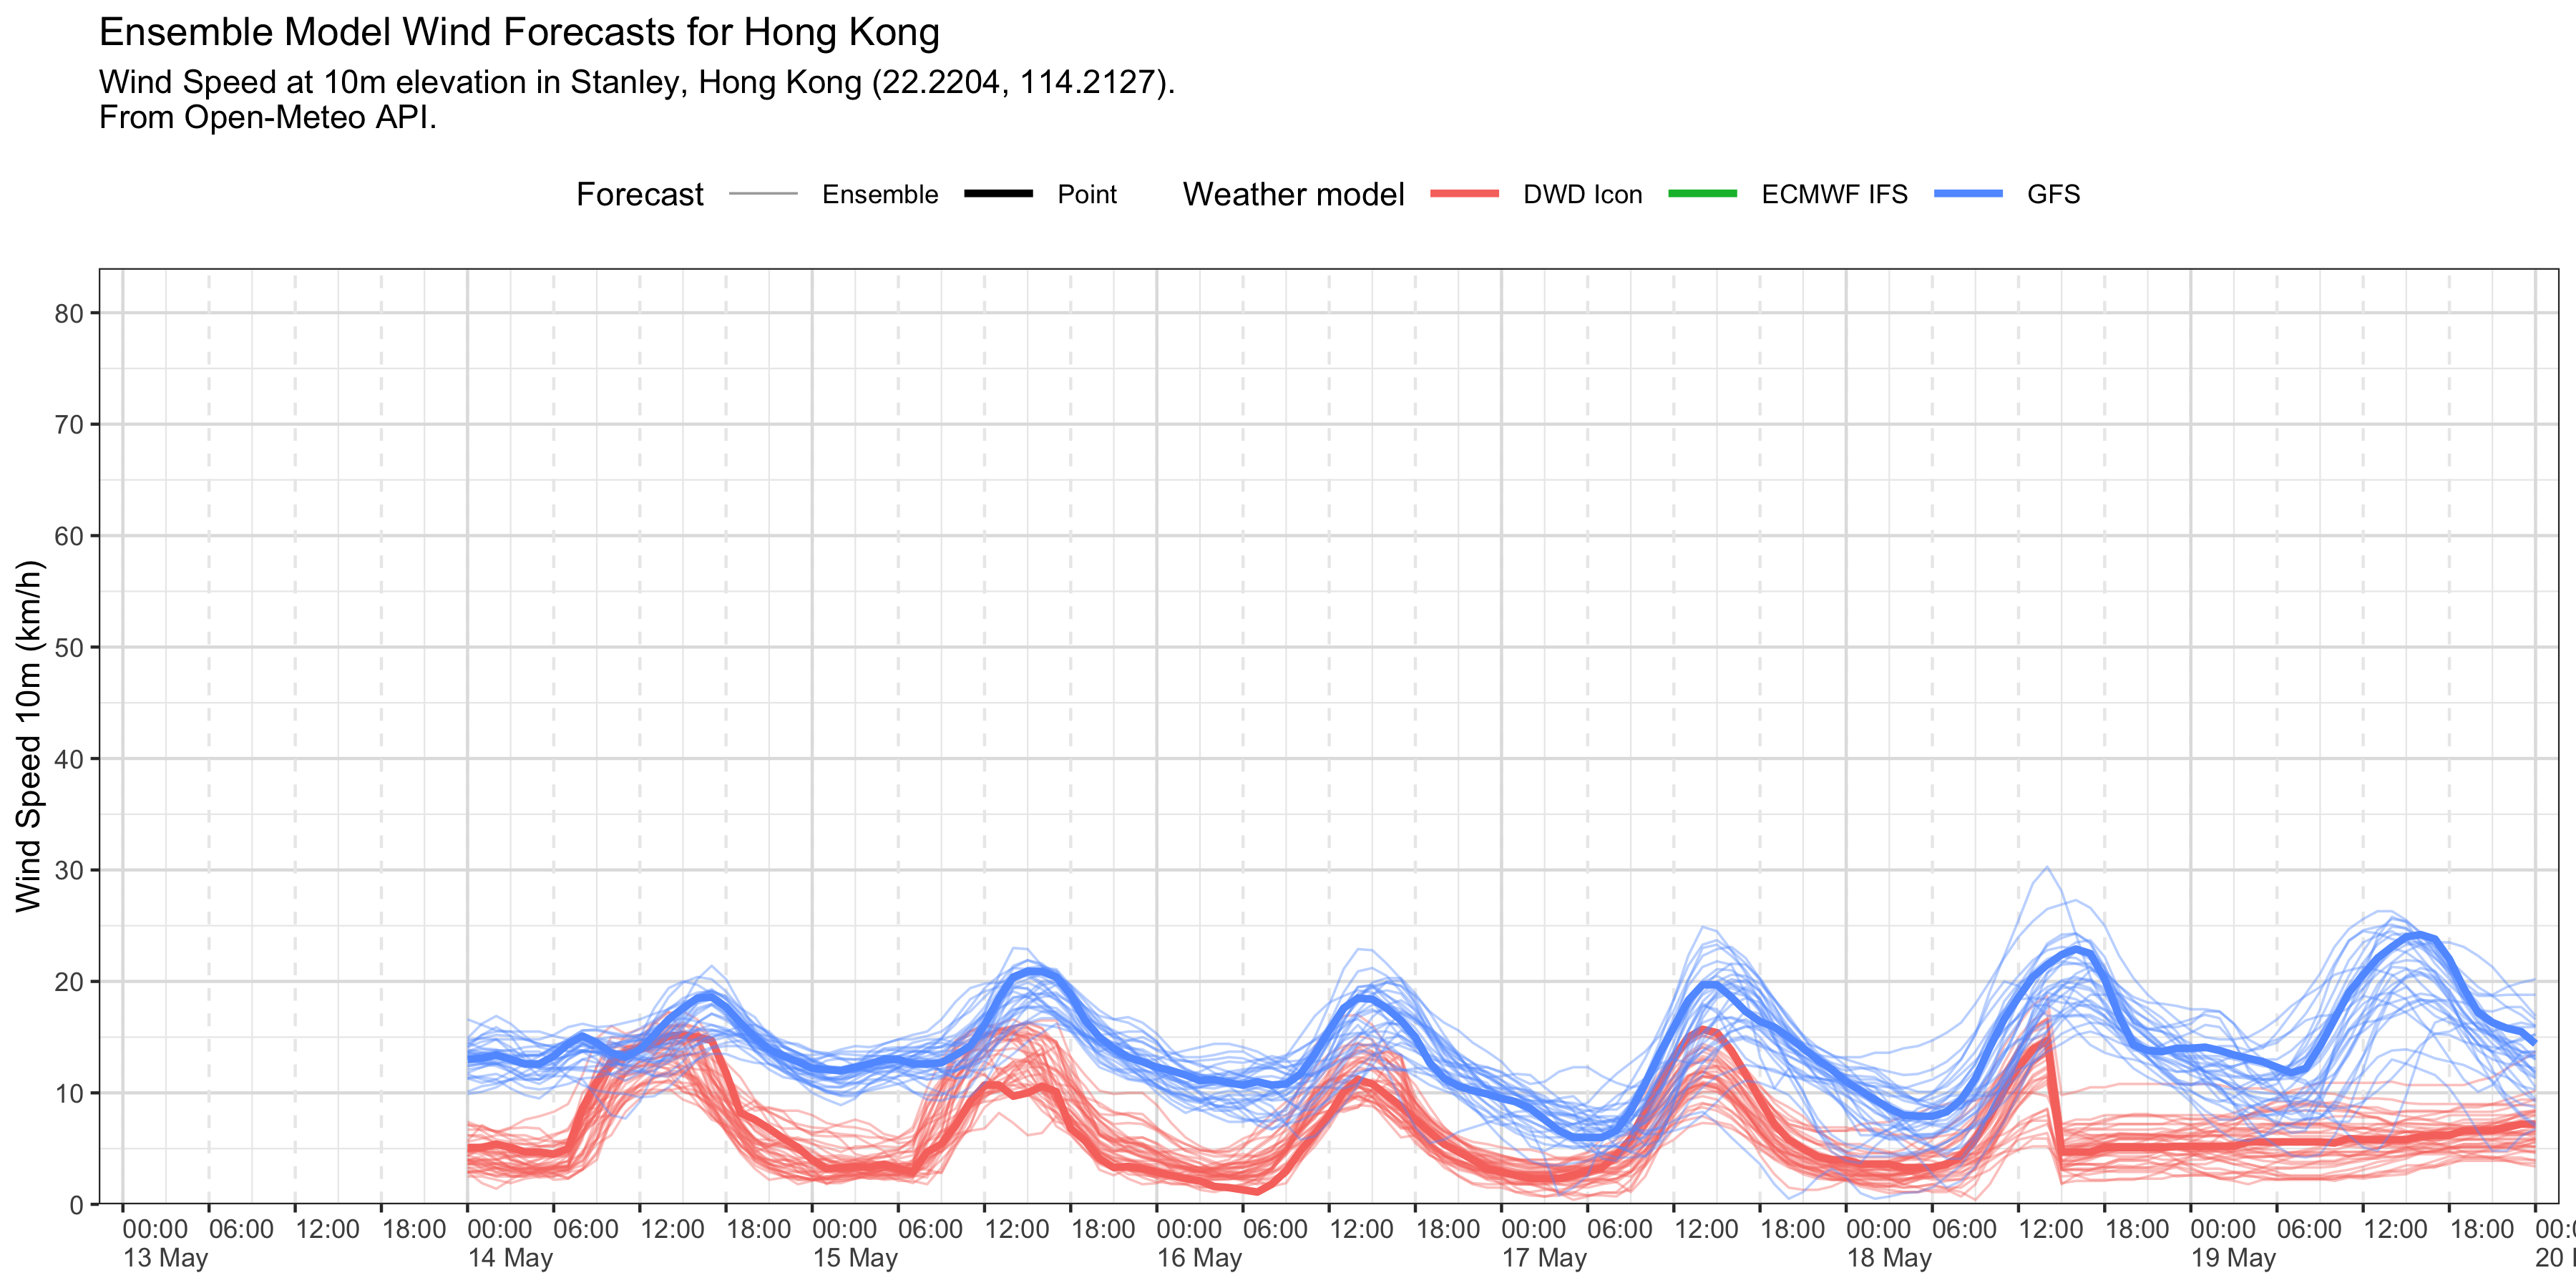 Ensemble Model Wind Forecasts for Hong Kong
Wind Speed at 10m elevation in Stanley, Hong Kong (22.2204, 114.2127).
From Open-Meteo API.
Forecast Ensemble Point Weather model DWD Icon ECMWF IFS GFS
Wind Speed 10m (km/h)
80
70
60
50
40
30
20
10
0
00:00 06:00 12:00 18:00 00:00 06:00 12:00 18:00 00:00 06:00 12:00 18:00 00:00 06:00 12:00 18:00 00:00 06:00 12:00 18:00 00:00 06:00 12:00 18:00 00:00 06:00 12:00 18:00
13 May 14 May 15 May 16 May 17 May 18 May 19 May 20